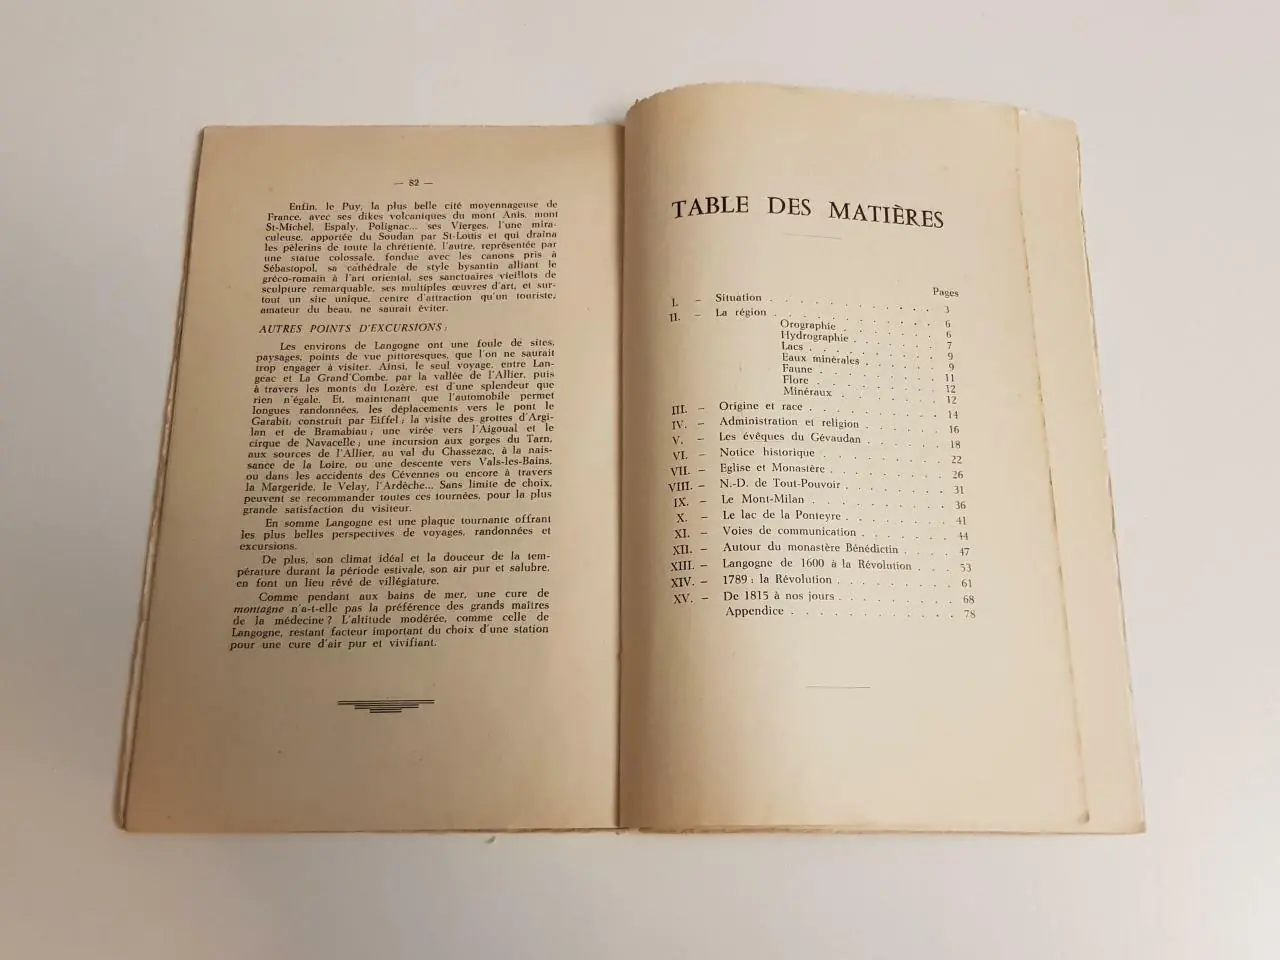 — 82 —
Enfin, le Puy, la plus belle cité moyennageuse de
France, avec ses dikes volcaniques du mont Anis, mont
St-Michel, Espaly, Polignac... ses Vierges, l'une mira-
culeuse, apportée du Soudan par St-Louis et qui draina
les pèlerins de toute la chrétienté, l'autre, représentée par
une statue colossale, fondue avec les canons pris à
Sébastopol, sa cathédrale de style bysantin alliant le
gréco-romain à l'art oriental, ses sanctuaires vieillots de
sculpture remarquable, ses multiples œuvres d'art, et sur-
tout un site unique, centre d'attraction qu'un touriste,
amateur du beau, ne saurait éviter.
AUTRES POINTS D'EXCURSIONS :
Les environs de Langogne ont une foule de sites,
paysages, points de vue pittoresques, que l'on ne saurait
trop engager à visiter. Ainsi, le seul voyage, entre Lan-
geac et La Grand'Combe, par la vallée de l'Allier, puis
à travers les monts du Lozère, est d'une splendeur que
rien n'égale. Et, maintenant que l'automobile permet
longues randonnées, les déplacements vers le pont le
Garabit, construit par Eiffel ; la visite des grottes d'Argi-
lan et de Bramabiau ; une virée vers l'Aigoual et le
cirque de Navacelle ; une incursion aux gorges du Tarn,
aux sources de l'Allier, au val du Chassezac, à la nais-
sance de la Loire, ou une descente vers Vals-les-Bains,
ou dans les accidents des Cévennes ou encore à travers
la Margeride, le Velay, l'Ardèche... Sans limite de choix,
peuvent se recommander toutes ces tournées, pour la plus
grande satisfaction du visiteur.
En somme Langogne est une plaque tournante offrant
les plus belles perspectives de voyages, randonnées et
excursions.
De plus, son climat idéal et la douceur de la tem-
pérature durant la période estivale, son air pur et salubre,
en font un lieu rêvé de villégiature.
Comme pendant aux bains de mer, une cure de
montagne n'a-t-elle pas la préférence des grands maîtres
de la médecine ? L'altitude modérée, comme celle de
Langogne, restant facteur important du choix d'une station
pour une cure d'air pur et vivifiant.
TABLE DES MATIÈRES
Pages
I. – Situation . . . . . . . . . . . 3
II. – La région . . . . . . . . . . . 6
Orographie . . . . . . 6
Hydrographie . . . . . 7
Lacs . . . . . . . . 9
Eaux minérales . . . . 9
Faune . . . . . . . 11
Flore . . . . . . . 12
Minéraux . . . . . . 12
III. – Origine et race . . . . . . . . . 14
IV. – Administration et religion . . . . . 16
V. – Les évêques du Gévaudan . . . . . 18
VI. – Notice historique . . . . . . . . 22
VII. – Eglise et Monastère . . . . . . . 26
VIII. – N.-D. de Tout-Pouvoir . . . . . . 31
IX. – Le Mont-Milan . . . . . . . . . 36
X. – Le lac de la Ponteyre . . . . . . 41
XI. – Voies de communication . . . . . 44
XII. – Autour du monastère Bénédictin . . . 47
XIII. – Langogne de 1600 à la Révolution . . . 53
XIV. – 1789 : la Révolution . . . . . . . 61
XV. – De 1815 à nos jours . . . . . . . 68
Appendice . . . . . . . . . . 78